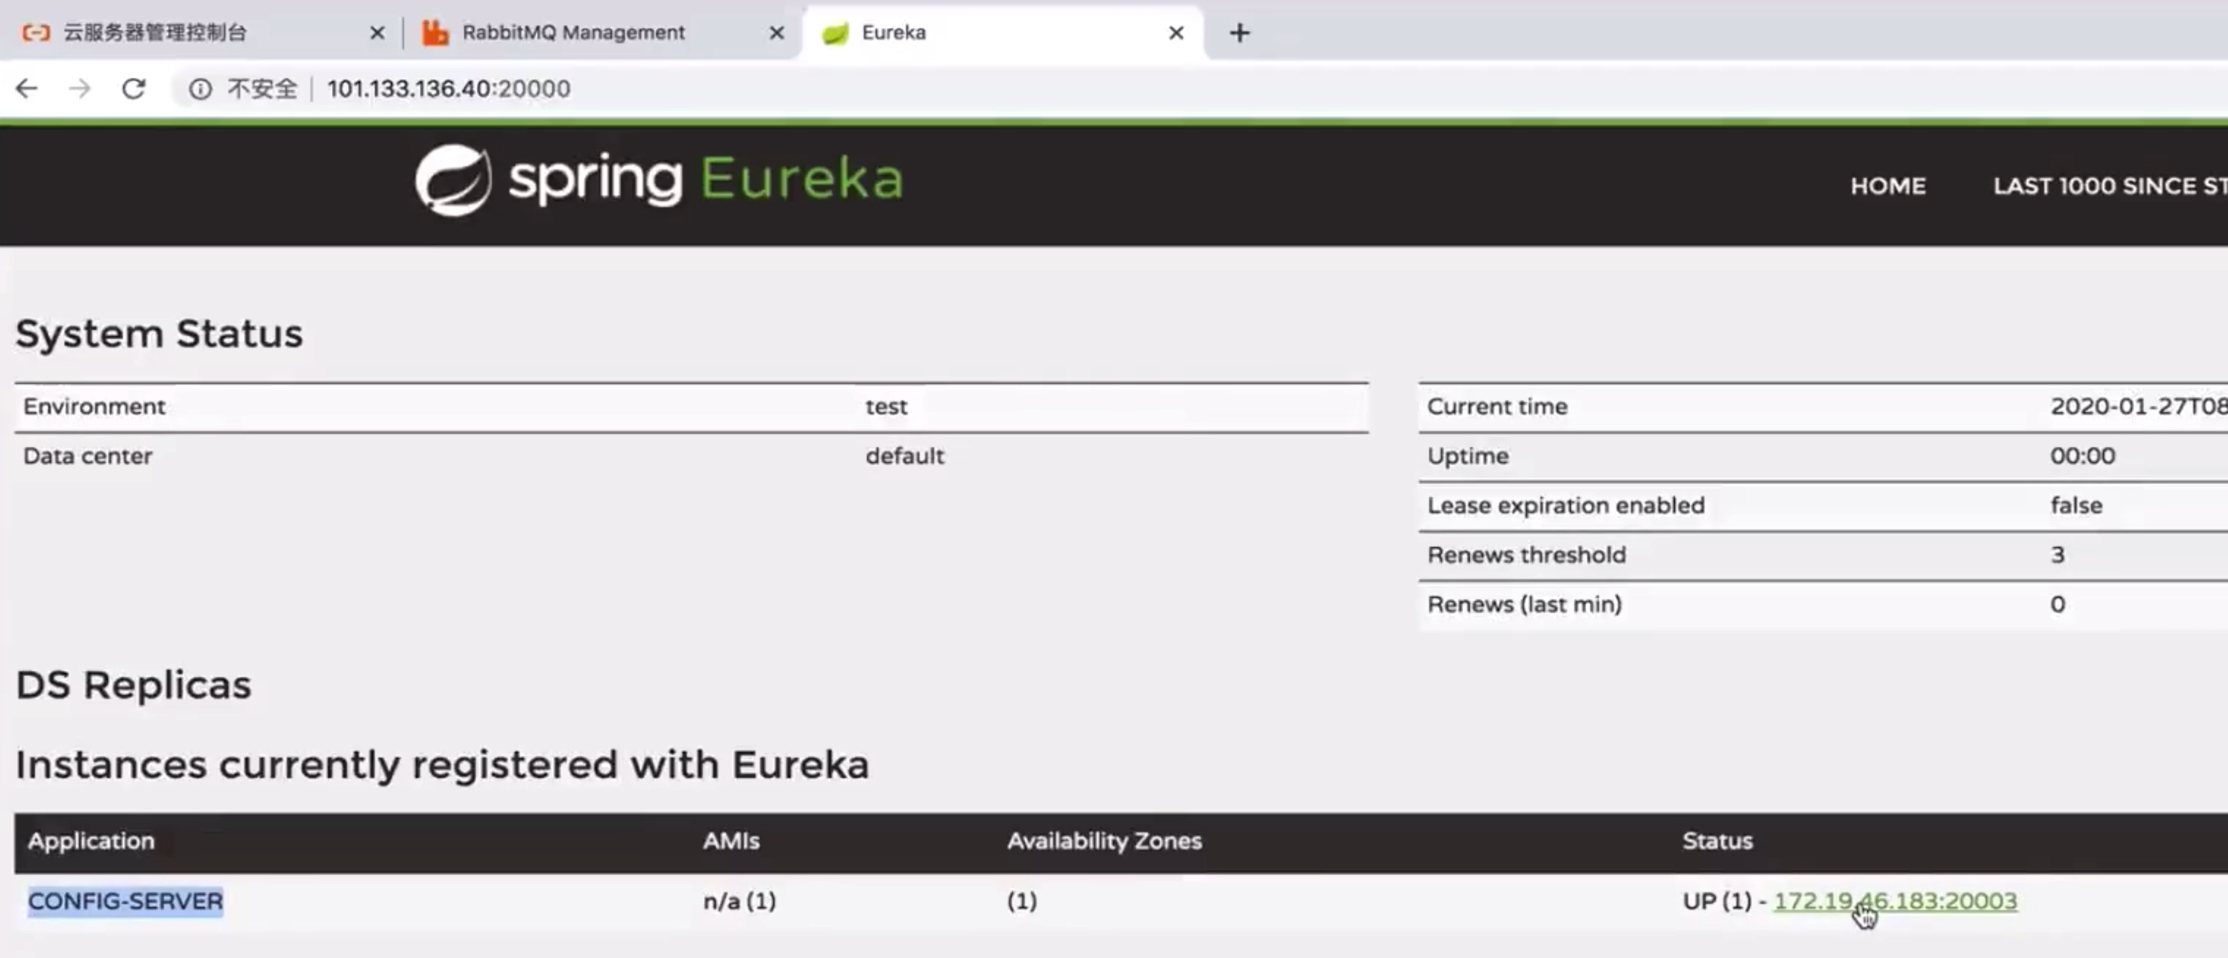 云服务器管理控制台
RabbitMQ Management
Eureka
不安全
101.133.136.40:20000
spring Eureka
HOME
LAST 1000 SINCE ST
System Status
Environment test
Data center default
Current time 2020-01-27T08
Uptime 00:00
Lease expiration enabled false
Renews threshold 3
Renews (last min) 0
DS Replicas
Instances currently registered with Eureka
Application AMIs Availability Zones Status
CONFIG-SERVER n/a (1) (1) UP (1) - 172.19.46.183:20003